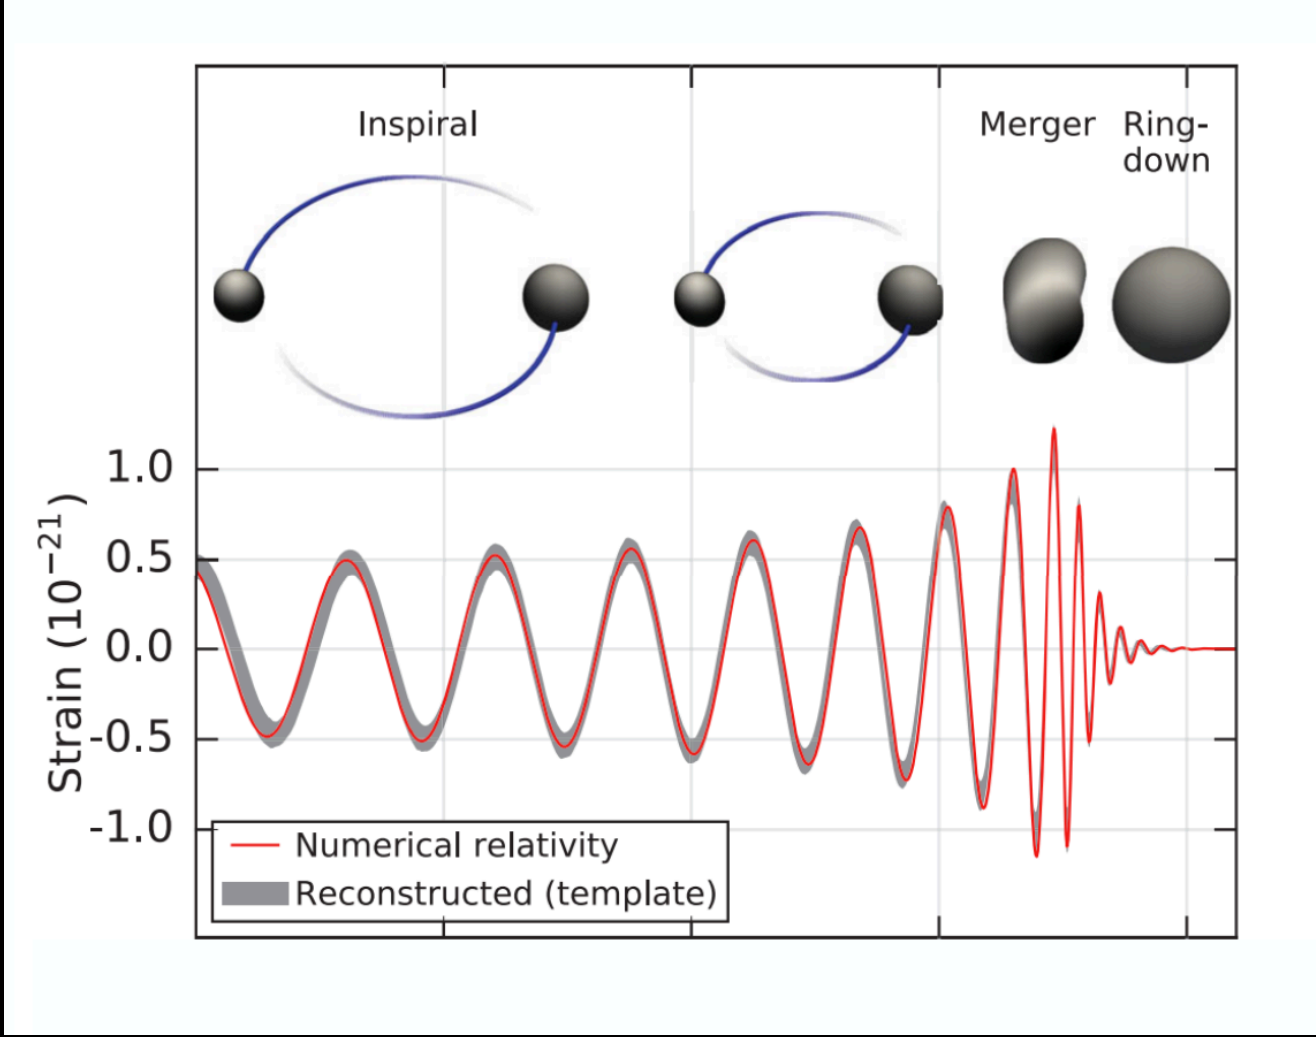 Inspiral
Merger
Ring-
down
1.0
0.5
0.0
-0.5
-1.0
Strain (10⁻²¹)
Numerical relativity
Reconstructed (template)